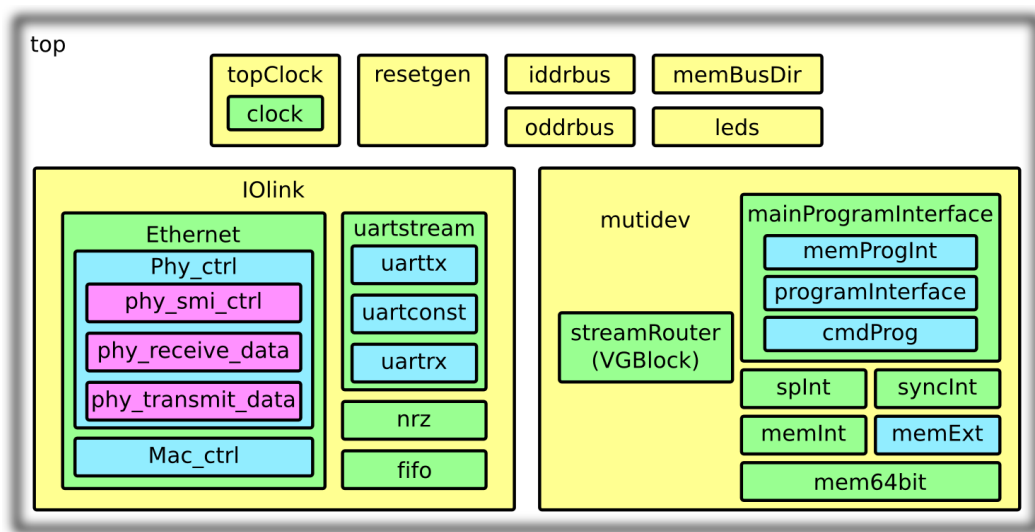 top
topClock
clock
resetgen
iddrbus
oddrbus
memBusDir
leds
IOlink
Ethernet
Phy_ctrl
phy_smi_ctrl
phy_receive_data
phy_transmit_data
Mac_ctrl
uartstream
uarttx
uartconst
uartrx
nrz
fifo
mutidev
streamRouter
(VGBlock)
mainProgramInterface
memProgInt
programInterface
cmdProg
spInt
syncInt
memInt
memExt
mem64bit